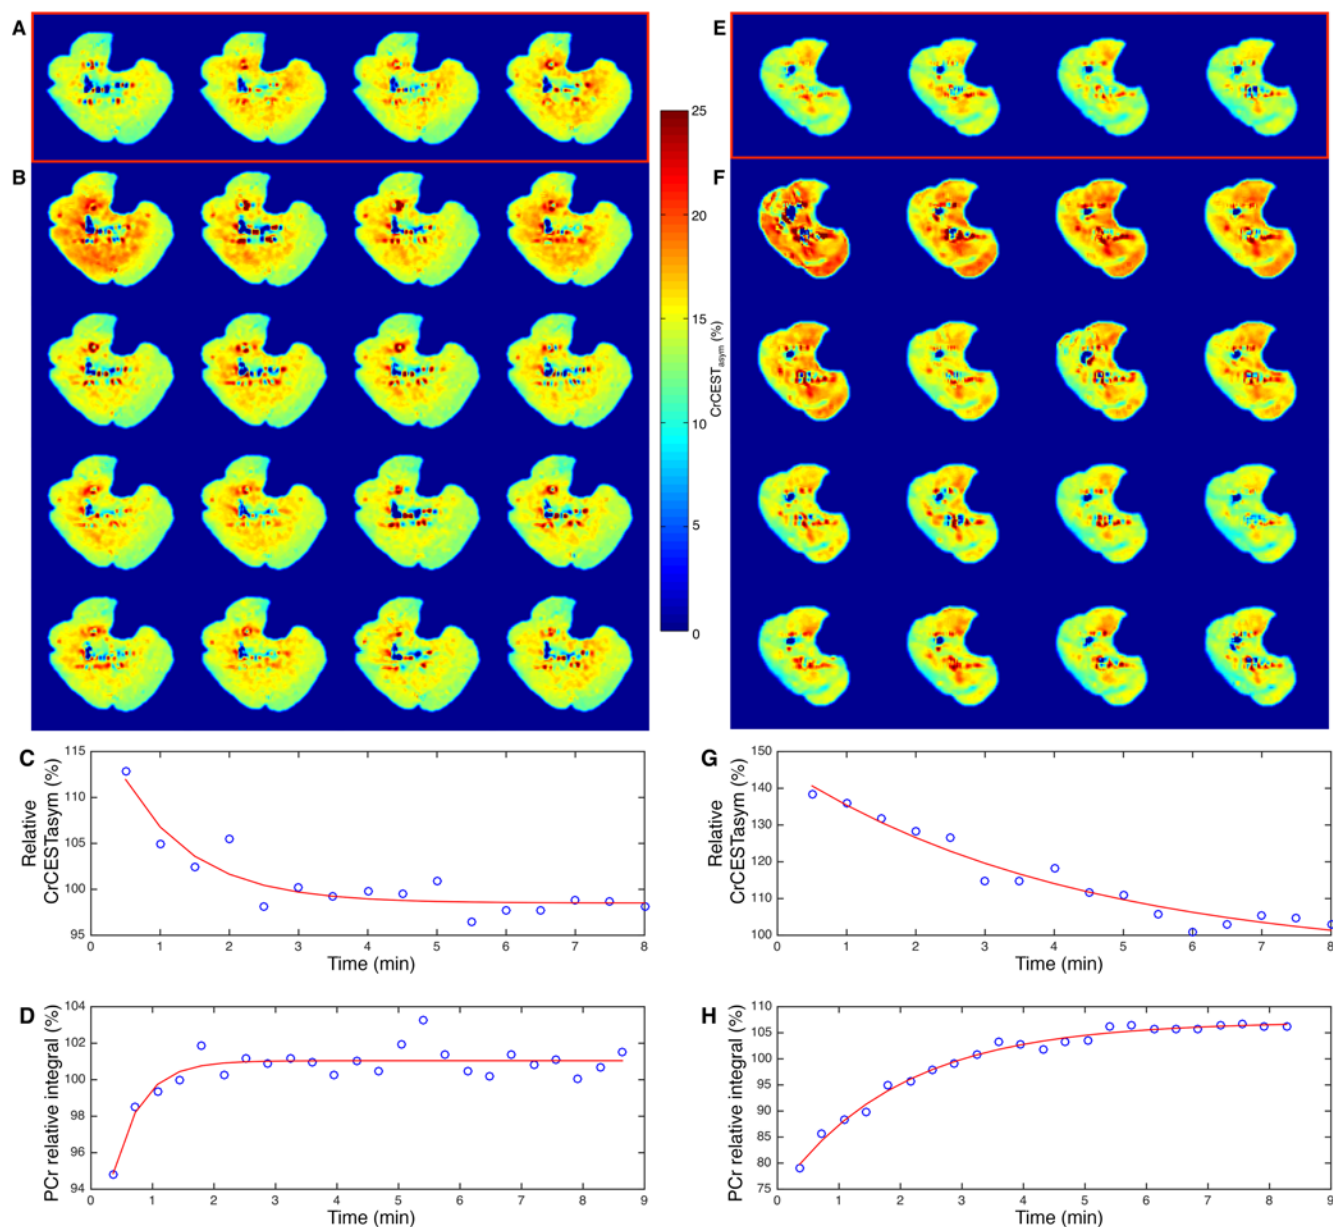 A
E
25
B
F
20
15
CrCESTasym (%)
10
5
0
C
Relative
CrCESTasym (%)
115
110
105
100
95
0 1 2 3 4 5 6 7 8
Time (min)
G
Relative
CrCESTasym (%)
150
140
130
120
110
100
0 1 2 3 4 5 6 7 8
Time (min)
D
PCr relative integral (%)
104
102
100
98
96
94
0 1 2 3 4 5 6 7 8 9
Time (min)
H
PCr relative integral (%)
110
105
100
95
90
85
80
75
0 1 2 3 4 5 6 7 8 9
Time (min)